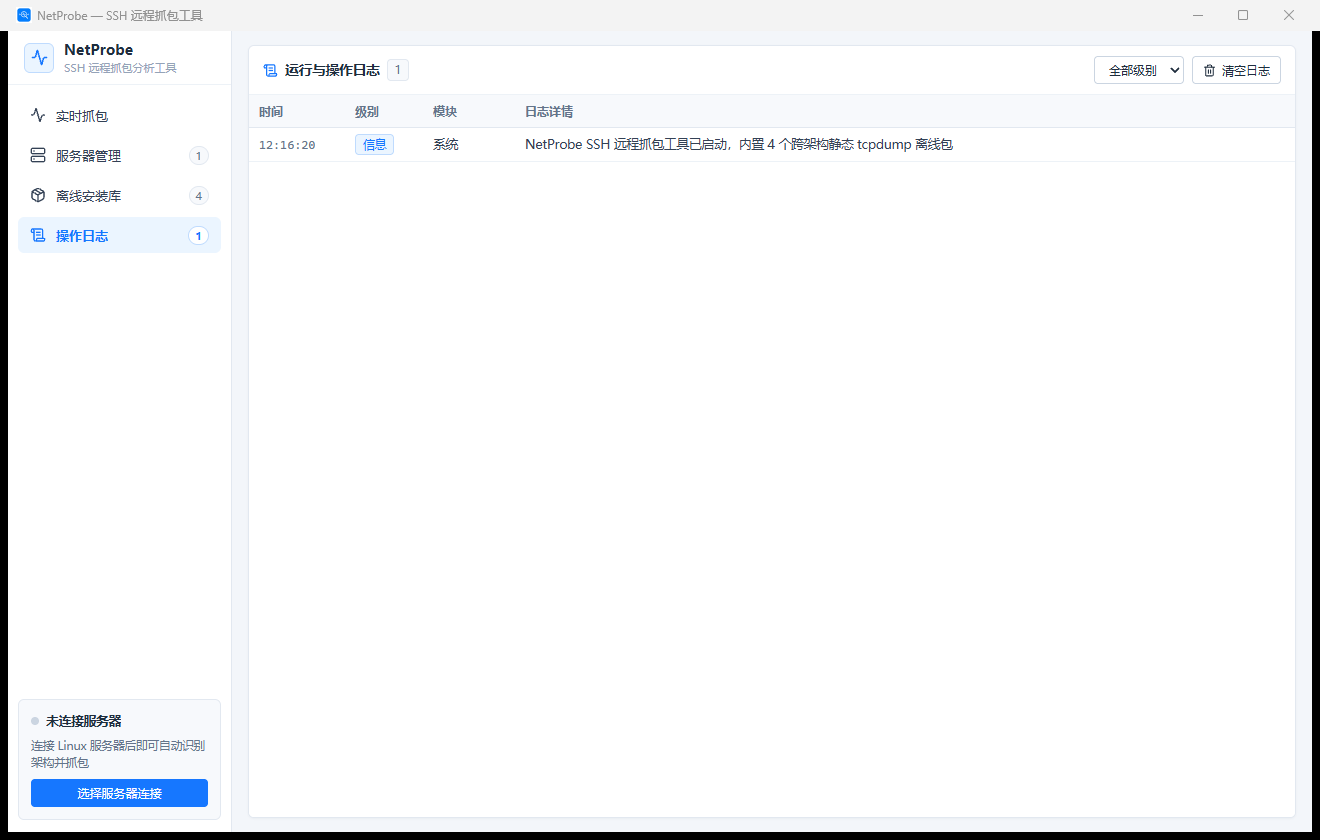 NetProbe — SSH 远程抓包工具
NetProbe
SSH 远程抓包分析工具
实时抓包
服务器管理 1
离线安装库 4
操作日志 1
未连接服务器
连接 Linux 服务器后即可自动识别
架构并抓包
选择服务器连接
运行与操作日志 1
全部级别
清空日志
时间 级别 模块 日志详情
12:16:20 信息 系统 NetProbe SSH 远程抓包工具已启动，内置 4 个跨架构静态 tcpdump 离线包